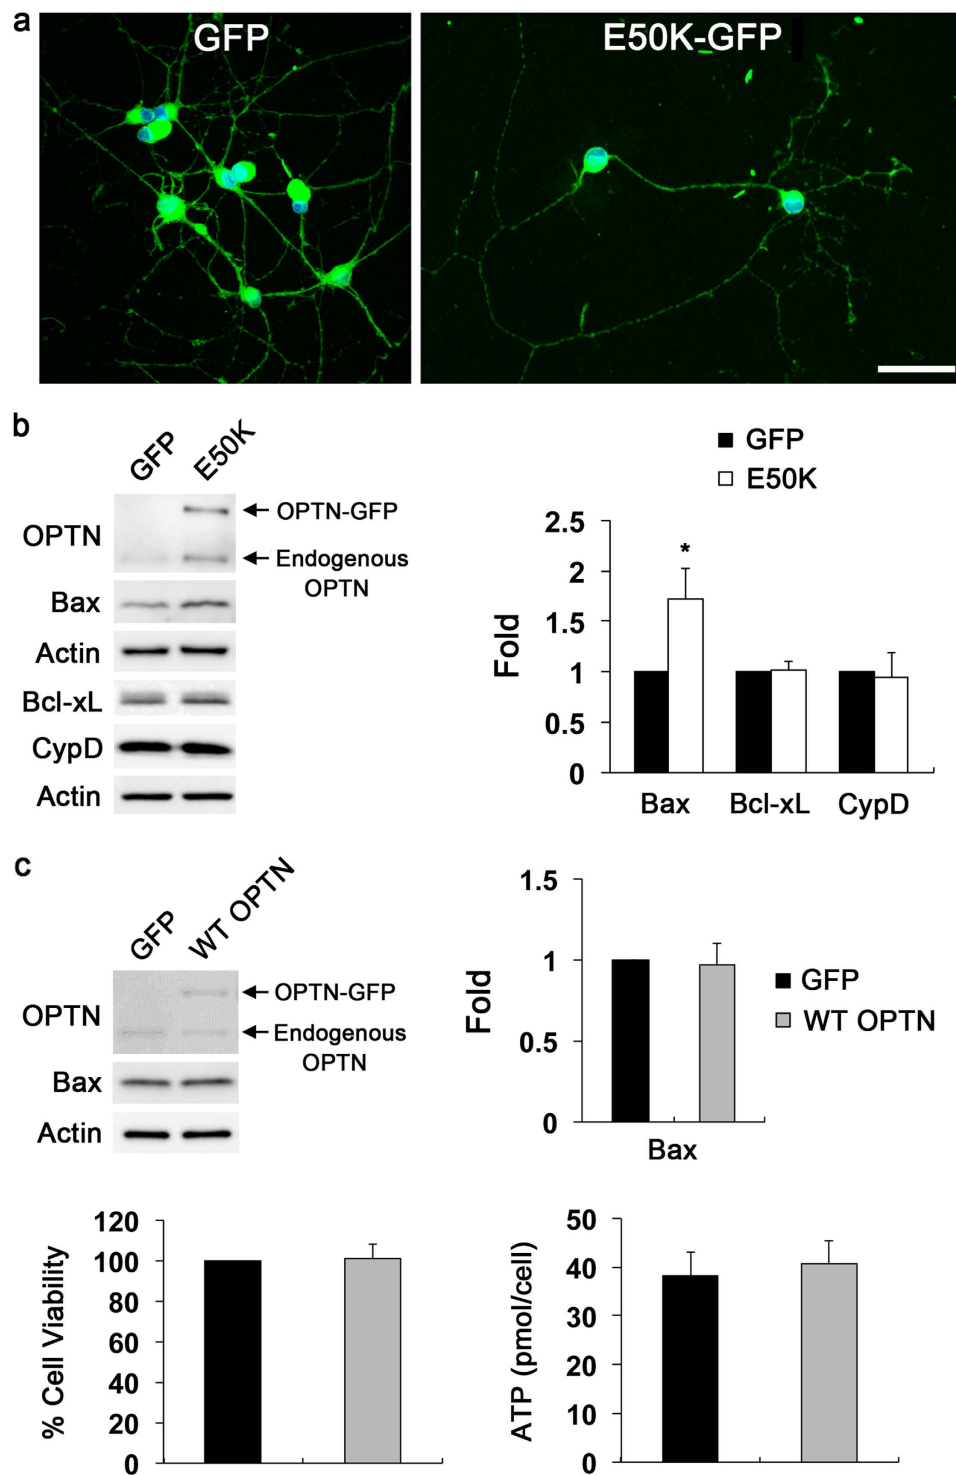 a
GFP
E50K-GFP
b
GFP
E50K
OPTN
OPTN-GFP
Endogenous
OPTN
Bax
Actin
Bcl-xL
CypD
Actin
GFP
E50K
Fold
2.5
2
1.5
1
0.5
0
Bax
Bcl-xL
CypD
*
c
GFP
WT OPTN
OPTN
OPTN-GFP
Endogenous
OPTN
Bax
Actin
Fold
1.5
1
0.5
0
Bax
GFP
WT OPTN
% Cell Viability
120
100
80
60
40
20
0
ATP (pmol/cell)
50
40
30
20
10
0